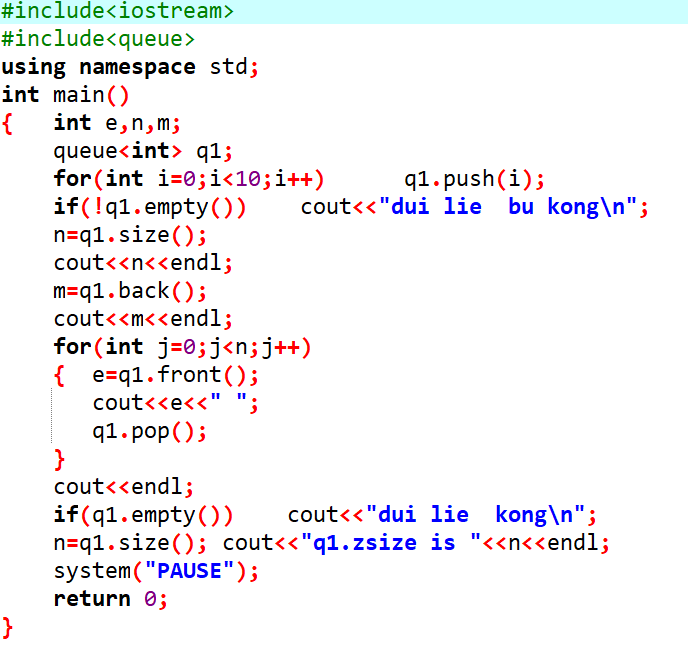 #include<iostream>
#include<queue>
using namespace std;
int main()
{   int e,n,m;
    queue<int> q1;
    for(int i=0;i<10;i++)      q1.push(i);
    if(!q1.empty())    cout<<"dui lie  bu kong\n";
    n=q1.size();
    cout<<n<<endl;
    m=q1.back();
    cout<<m<<endl;
    for(int j=0;j<n;j++)
    {  e=q1.front();
       cout<<e<<" ";
       q1.pop();
    }
    cout<<endl;
    if(q1.empty())    cout<<"dui lie  kong\n";
    n=q1.size(); cout<<"q1.zsize is "<<n<<endl;
    system("PAUSE");
    return 0;
}